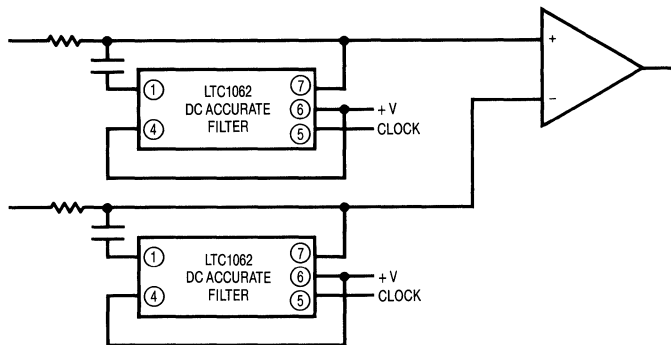 +
LTC1062
DC ACCURATE
FILTER
1
4
7
6
5
+ V
CLOCK
−
LTC1062
DC ACCURATE
FILTER
1
4
7
6
5
+ V
CLOCK